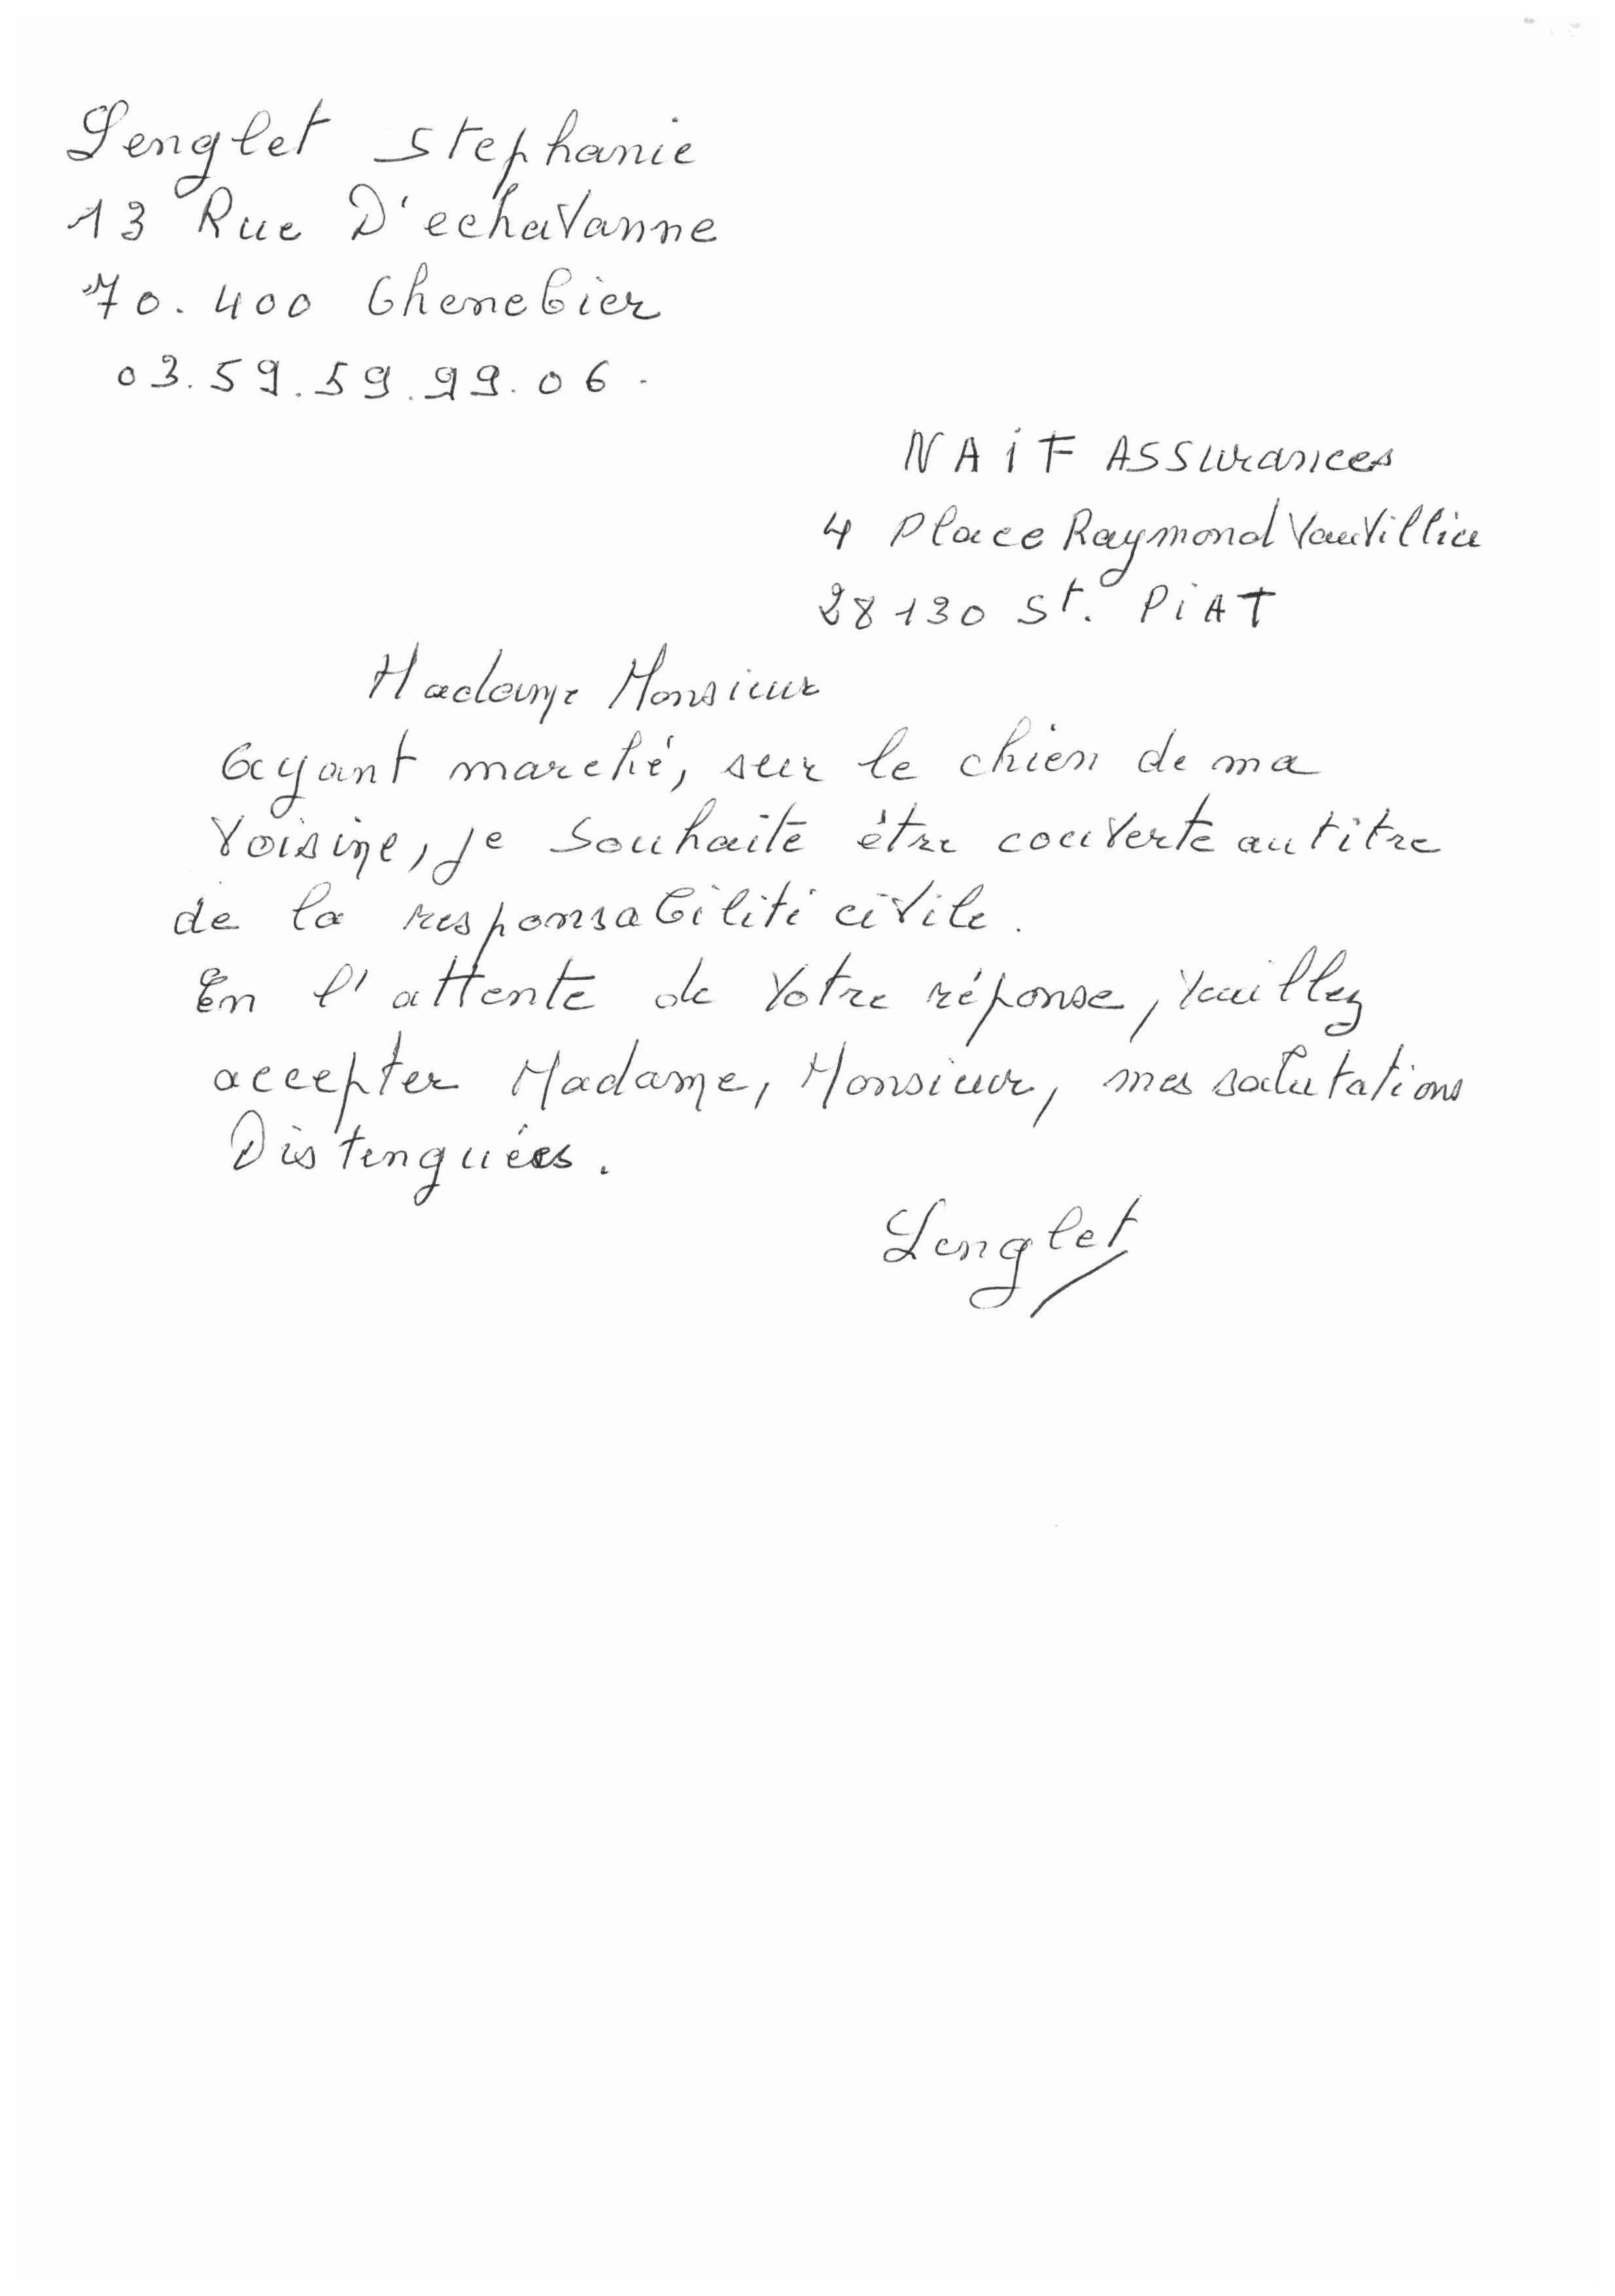 Lenglet Stephanie
13 Rue D'echaVanne
70.400 Chenebier
03.59.59.99.06.
NAiF ASSurances
4 Place Raymond VauVillier
28130 St. PiAT
Madame Monsieur
Ayant marché, sur le chien de ma
Voisine, je Souhaite être couVerte au titre
de la responsabilité ciVile.
En l'attente de Votre réponse, Veuillez
accepter Madame, Monsieur, mes salutations
Distenguées.
Lenglet